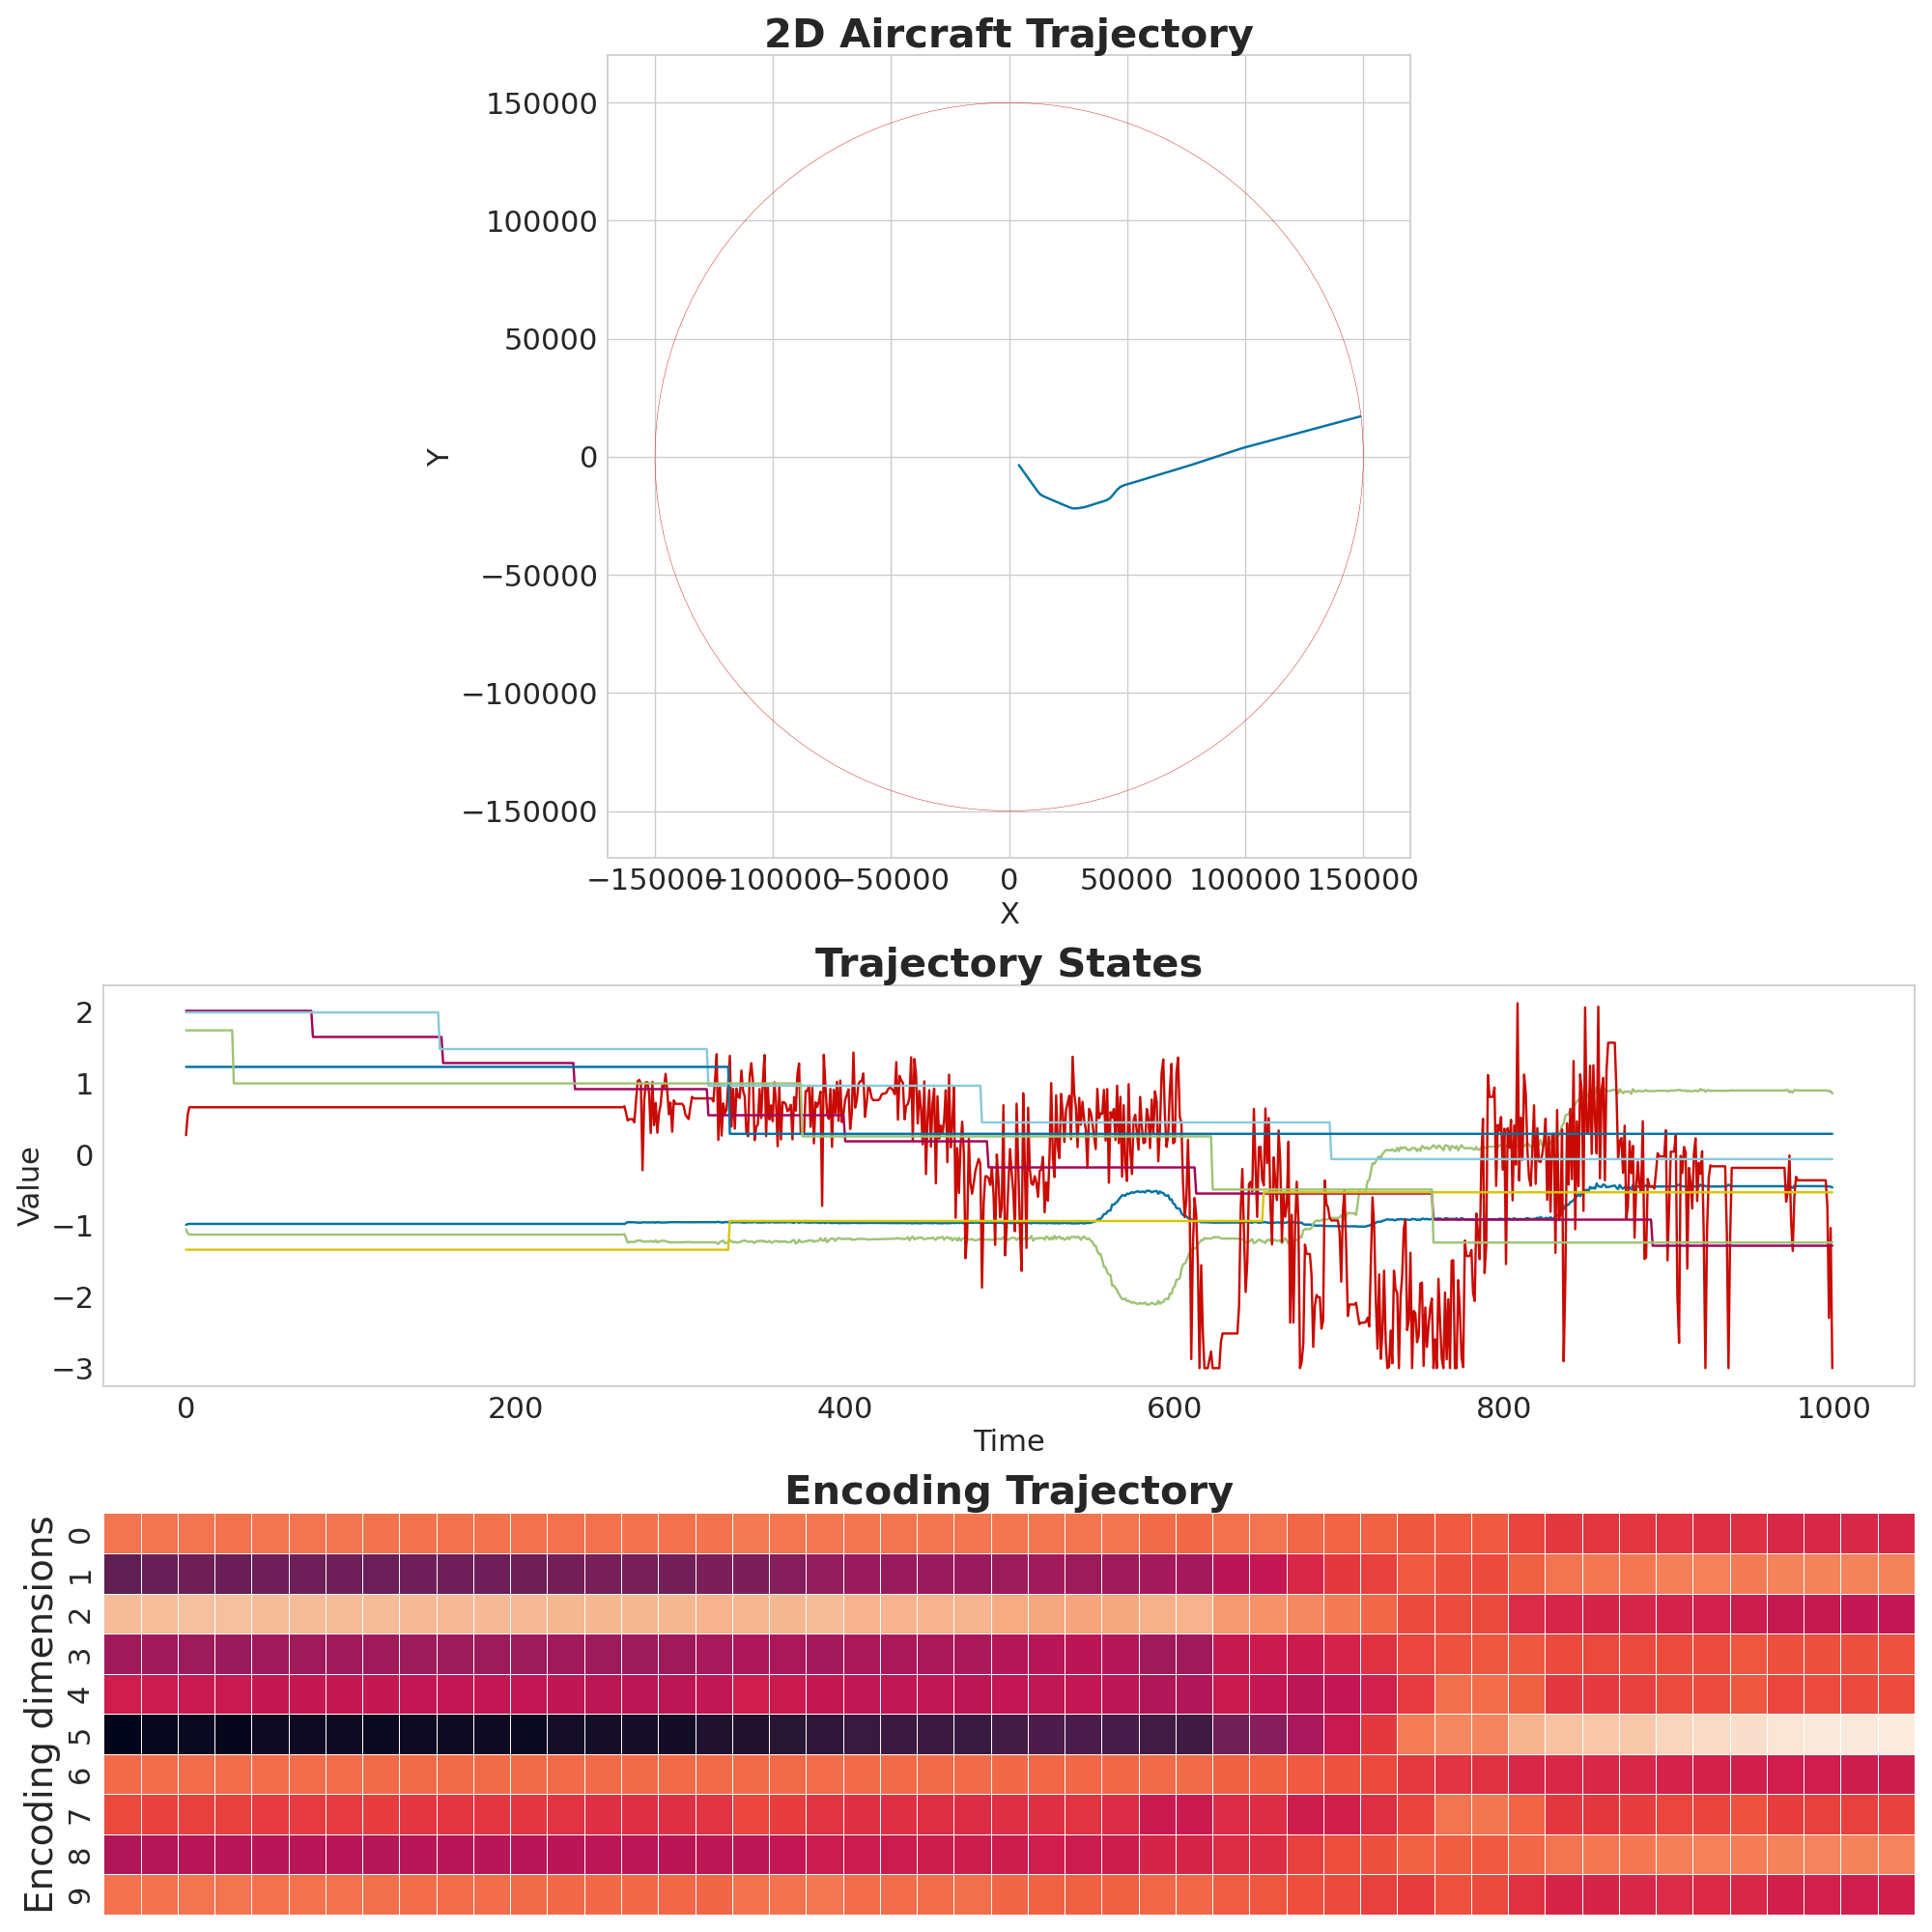 2D Aircraft Trajectory
150000
100000
50000
0
−50000
−100000
−150000
Y
−150000 −100000 −50000 0 50000 100000 150000
X
Trajectory States
2
1
0
−1
−2
−3
Value
0 200 400 600 800 1000
Time
Encoding Trajectory
Encoding dimensions
0
1
2
3
4
5
6
7
8
9